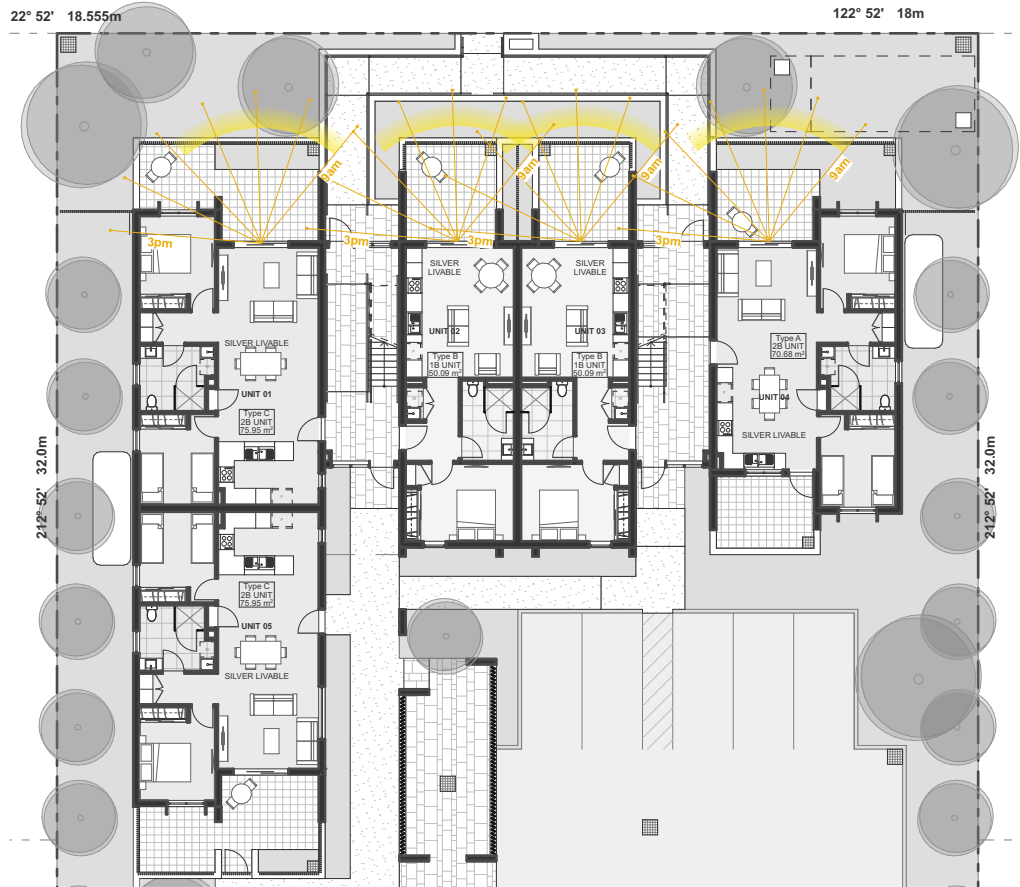 22° 52' 18.555m
122° 52' 18m
9am
9am
9am
3pm
3pm
3pm
3pm
SILVER
LIVABLE
SILVER
LIVABLE
UNIT 02
UNIT 03
SILVER LIVABLE
Type A
2B UNIT
70.68 m²
Type B
1B UNIT
50.09 m²
Type B
1B UNIT
50.09 m²
UNIT 01
UNIT 04
Type C
2B UNIT
75.95 m²
SILVER LIVABLE
212° 52' 32.0m
212° 52' 32.0m
Type C
2B UNIT
75.95 m²
UNIT 05
SILVER LIVABLE